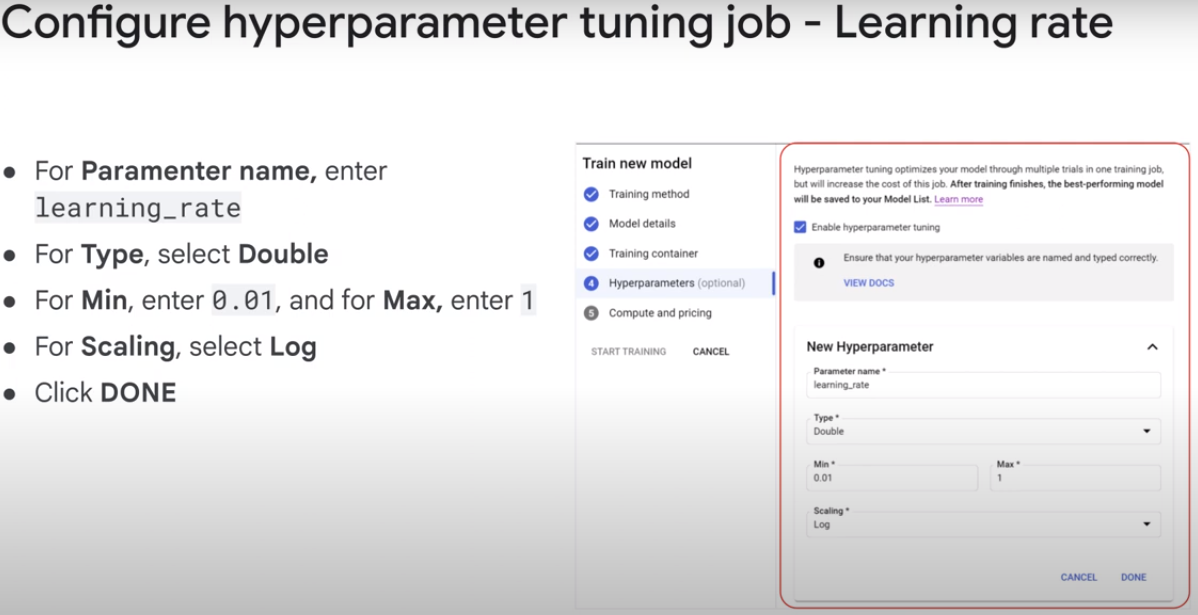 Configure hyperparameter tuning job - Learning rate
● For Paramenter name, enter
learning_rate
● For Type, select Double
● For Min, enter 0.01, and for Max, enter 1
● For Scaling, select Log
● Click DONE
Train new model
Training method
Model details
Training container
4 Hyperparameters (optional)
5 Compute and pricing
START TRAINING CANCEL
Hyperparameter tuning optimizes your model through multiple trials in one training job,
but will increase the cost of this job. After training finishes, the best-performing model
will be saved to your Model List. Learn more
Enable hyperparameter tuning
Ensure that your hyperparameter variables are named and typed correctly.
VIEW DOCS
New Hyperparameter
Parameter name *
learning_rate
Type *
Double
Min * Max *
0.01 1
Scaling *
Log
CANCEL DONE